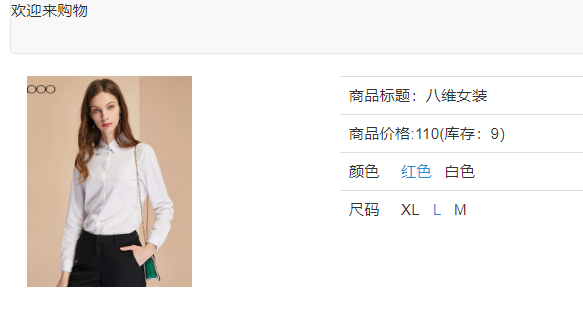 欢迎来购物
OOO
商品标题：八维女装
商品价格:110(库存：9)
颜色 红色 白色
尺码 XL L M